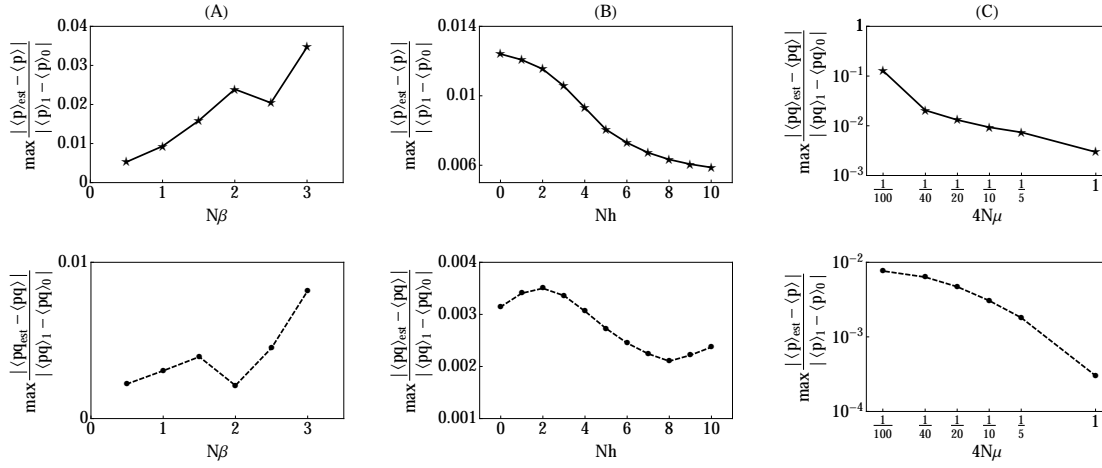 (A)
max |⟨p⟩est − ⟨p⟩| / |⟨p⟩1 − ⟨p⟩0|
0.04
0.03
0.02
0.01
0
0 1 2 3
Nβ
(B)
max |⟨p⟩est − ⟨p⟩| / |⟨p⟩1 − ⟨p⟩0|
0.014
0.01
0.006
0 2 4 6 8 10
Nh
(C)
max |⟨pq⟩est − ⟨pq⟩| / |⟨pq⟩1 − ⟨pq⟩0|
1
10⁻¹
10⁻²
10⁻³
1/100 1/40 1/20 1/10 1/5 1
4Nμ
max |⟨pqest − ⟨pq⟩| / |⟨pq⟩1 − ⟨pq⟩0|
0.01
0
0 1 2 3
Nβ
max |⟨pq⟩est − ⟨pq⟩| / |⟨pq⟩1 − ⟨pq⟩0|
0.004
0.003
0.002
0.001
0 2 4 6 8 10
Nh
max |⟨p⟩est − ⟨p⟩| / |⟨p⟩1 − ⟨p⟩0|
10⁻²
10⁻³
10⁻⁴
1/100 1/40 1/20 1/10 1/5 1
4Nμ